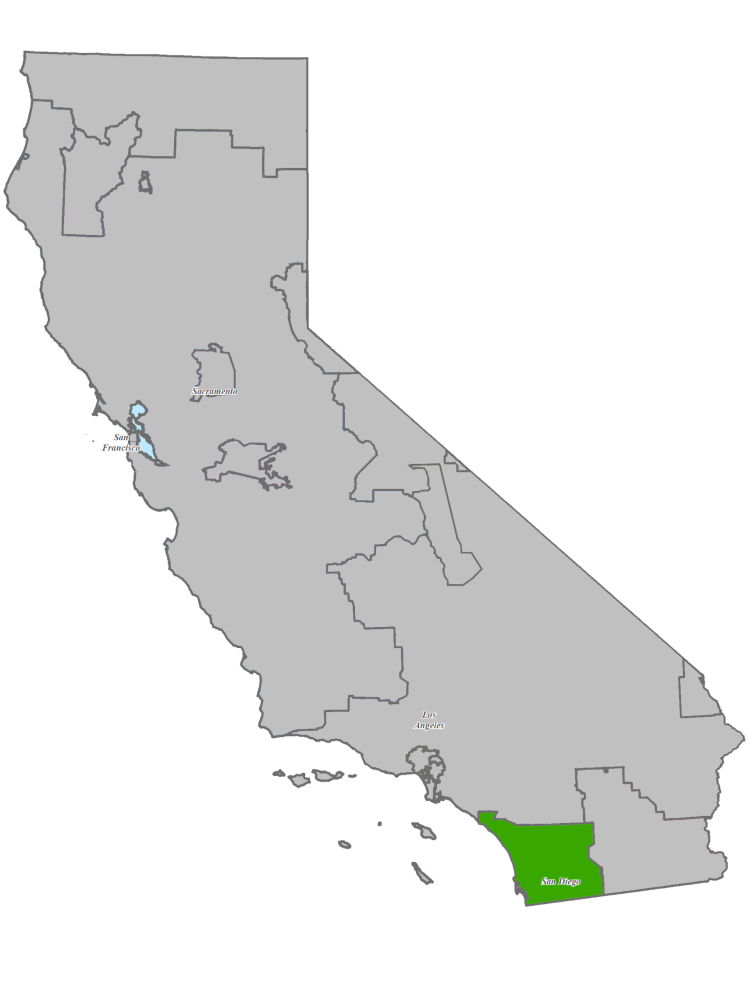 Sacramento
San
Francisco
Los
Angeles
San Diego